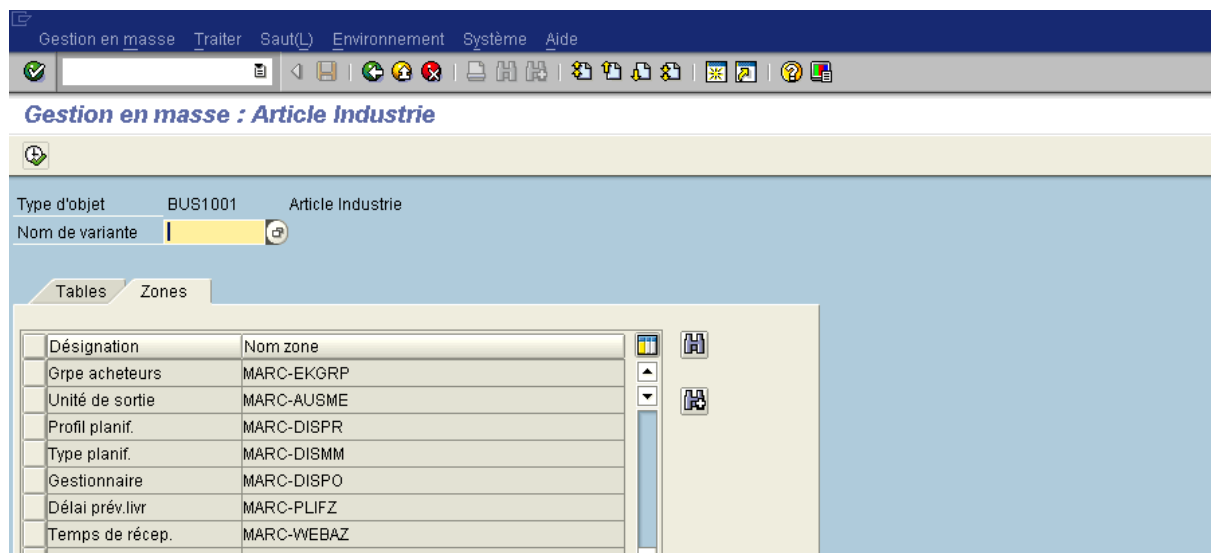 Gestion en masse Traiter Saut(L) Environnement Système Aide
Gestion en masse : Article Industrie
Type d'objet BUS1001 Article Industrie
Nom de variante
Tables Zones
Désignation Nom zone
Grpe acheteurs MARC-EKGRP
Unité de sortie MARC-AUSME
Profil planif. MARC-DISPR
Type planif. MARC-DISMM
Gestionnaire MARC-DISPO
Délai prév.livr MARC-PLIFZ
Temps de récep. MARC-WEBAZ